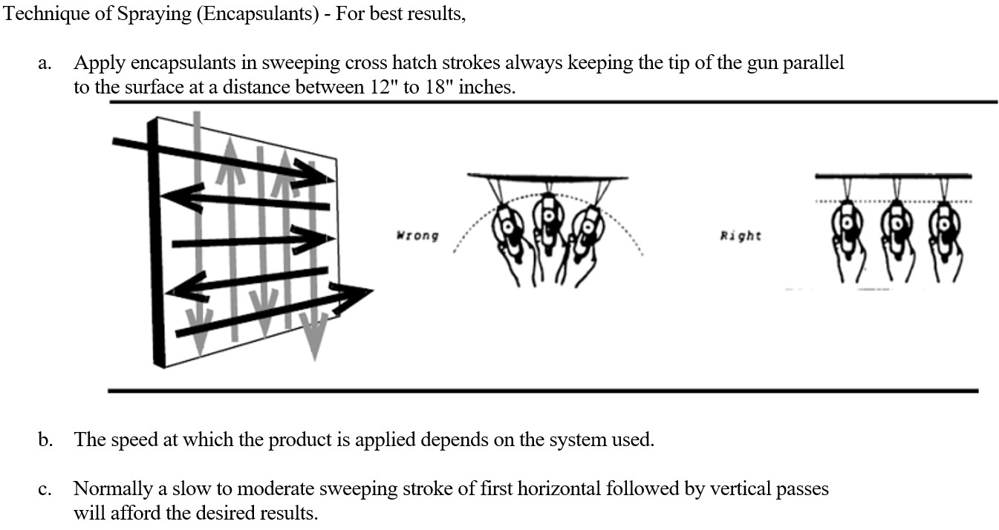 Technique of Spraying (Encapsulants) - For best results,
a. Apply encapsulants in sweeping cross hatch strokes always keeping the tip of the gun parallel
to the surface at a distance between 12" to 18" inches.
Wrong
Right
b. The speed at which the product is applied depends on the system used.
c. Normally a slow to moderate sweeping stroke of first horizontal followed by vertical passes
will afford the desired results.